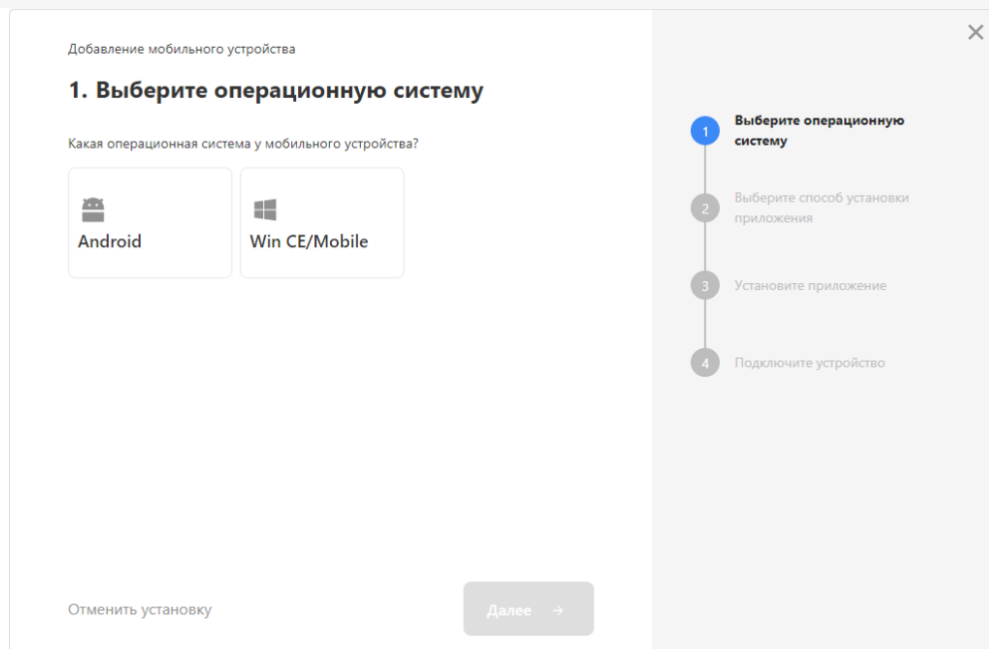 Добавление мобильного устройства
1. Выберите операционную систему
Какая операционная система у мобильного устройства?
Android
Win CE/Mobile
Отменить установку
Далее →
1
Выберите операционную
систему
2
Выберите способ установки
приложения
3
Установите приложение
4
Подключите устройство